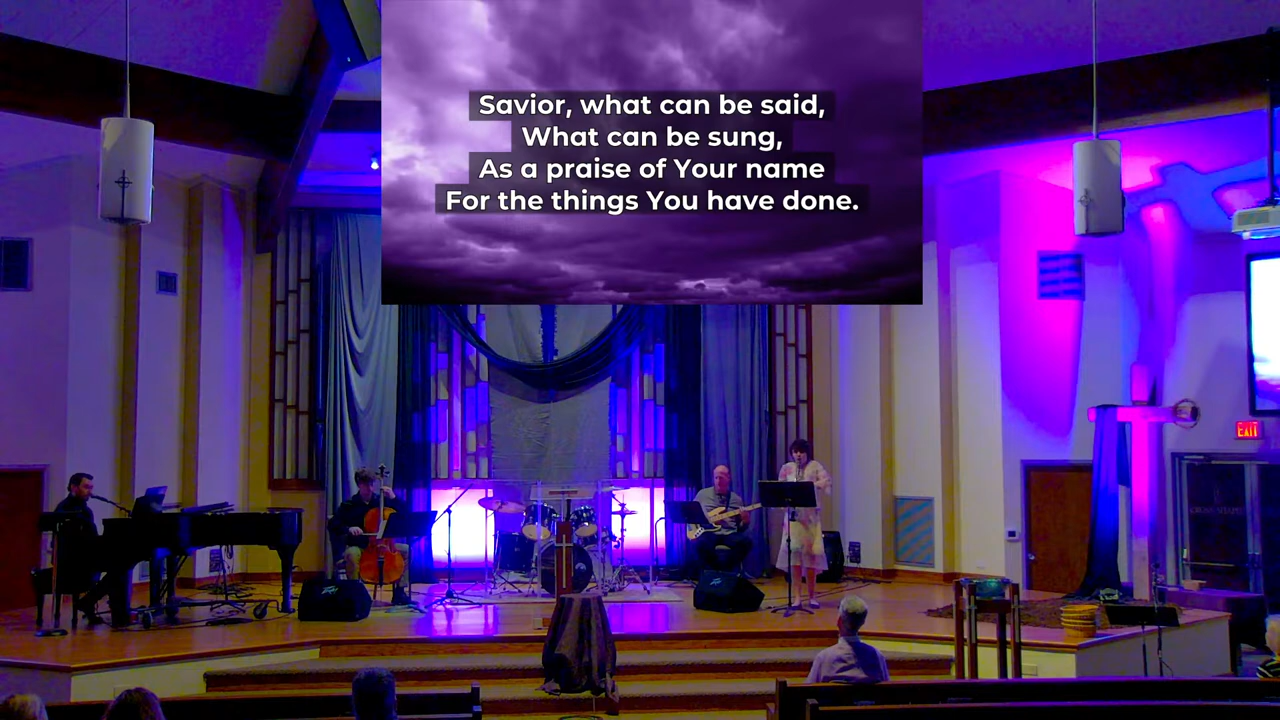 Savior, what can be said,
What can be sung,
As a praise of Your name
For the things You have done.
EXIT